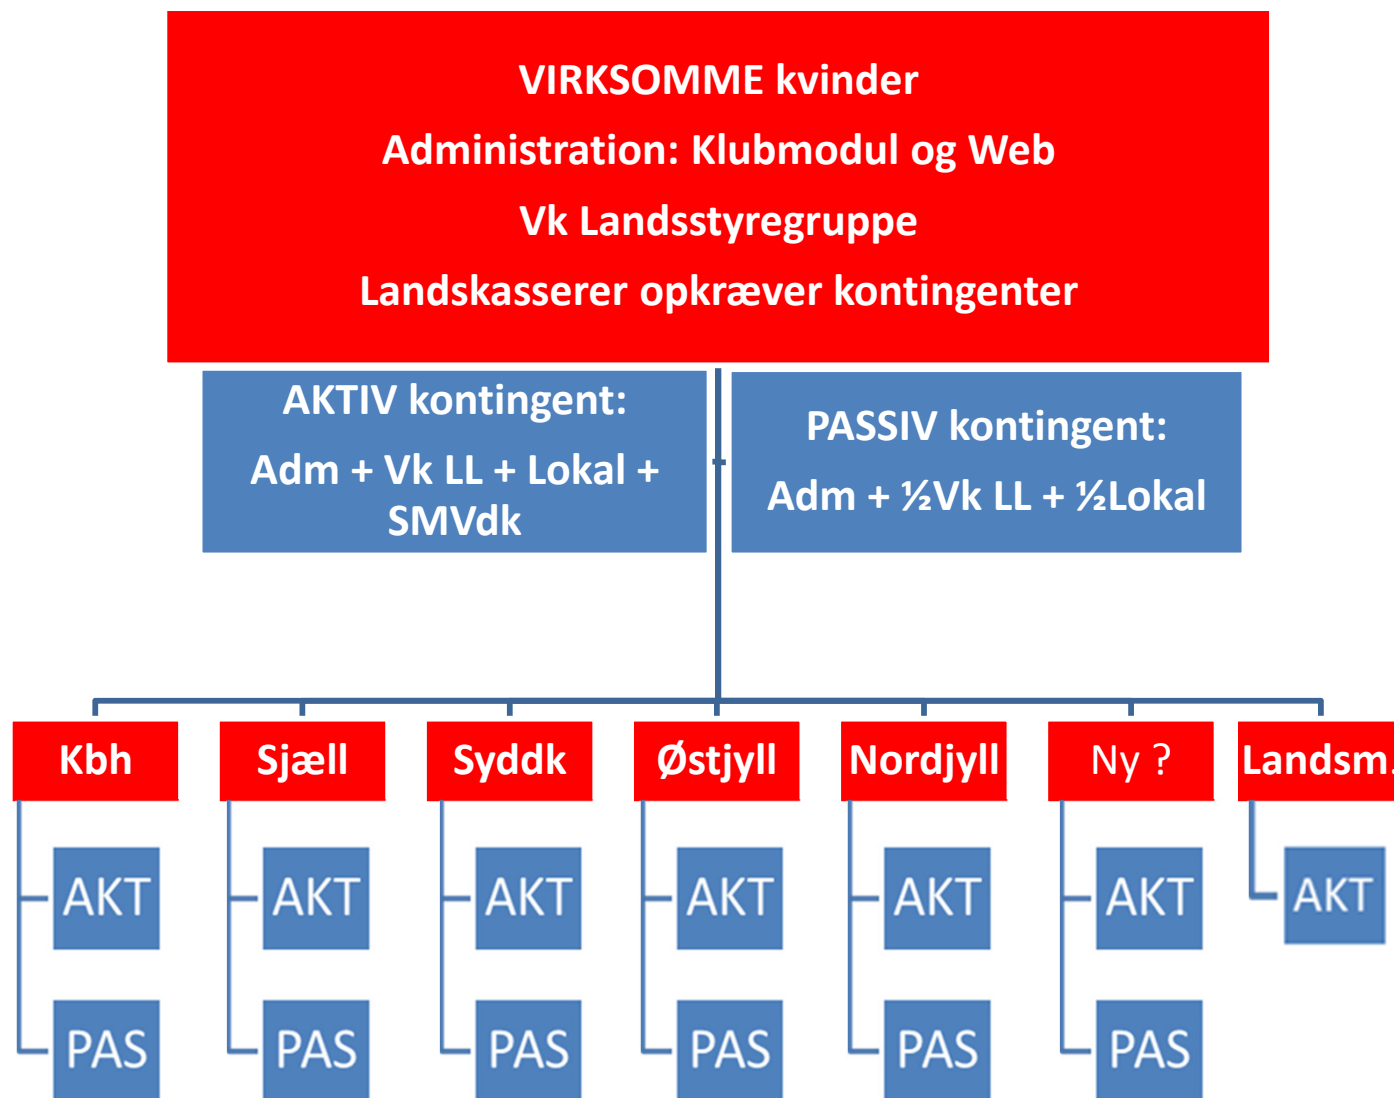 VIRKSOMME kvinder
Administration: Klubmodul og Web
Vk Landsstyregruppe
Landskasserer opkræver kontingenter
AKTIV kontingent:
Adm + Vk LL + Lokal +
SMVdk
PASSIV kontingent:
Adm + ½Vk LL + ½Lokal
Kbh
Sjæll
Syddk
Østjyll
Nordjyll
Ny ?
Landsm.
AKT
AKT
AKT
AKT
AKT
AKT
AKT
PAS
PAS
PAS
PAS
PAS
PAS